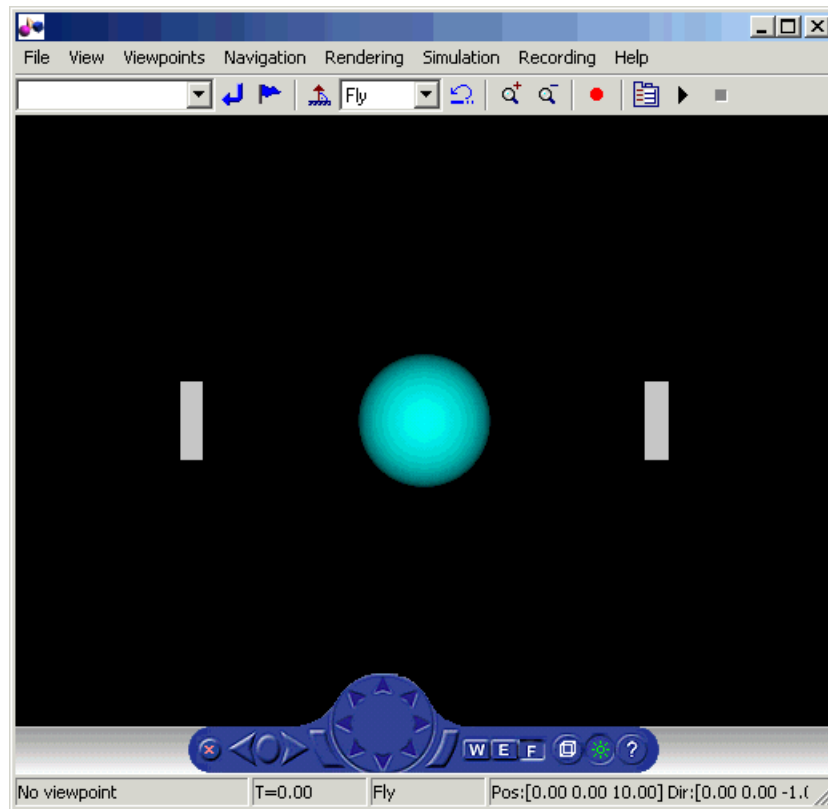 File View Viewpoints Navigation Rendering Simulation Recording Help
Fly
W E F ?
No viewpoint T=0.00 Fly Pos:[0.00 0.00 10.00] Dir:[0.00 0.00 -1.(